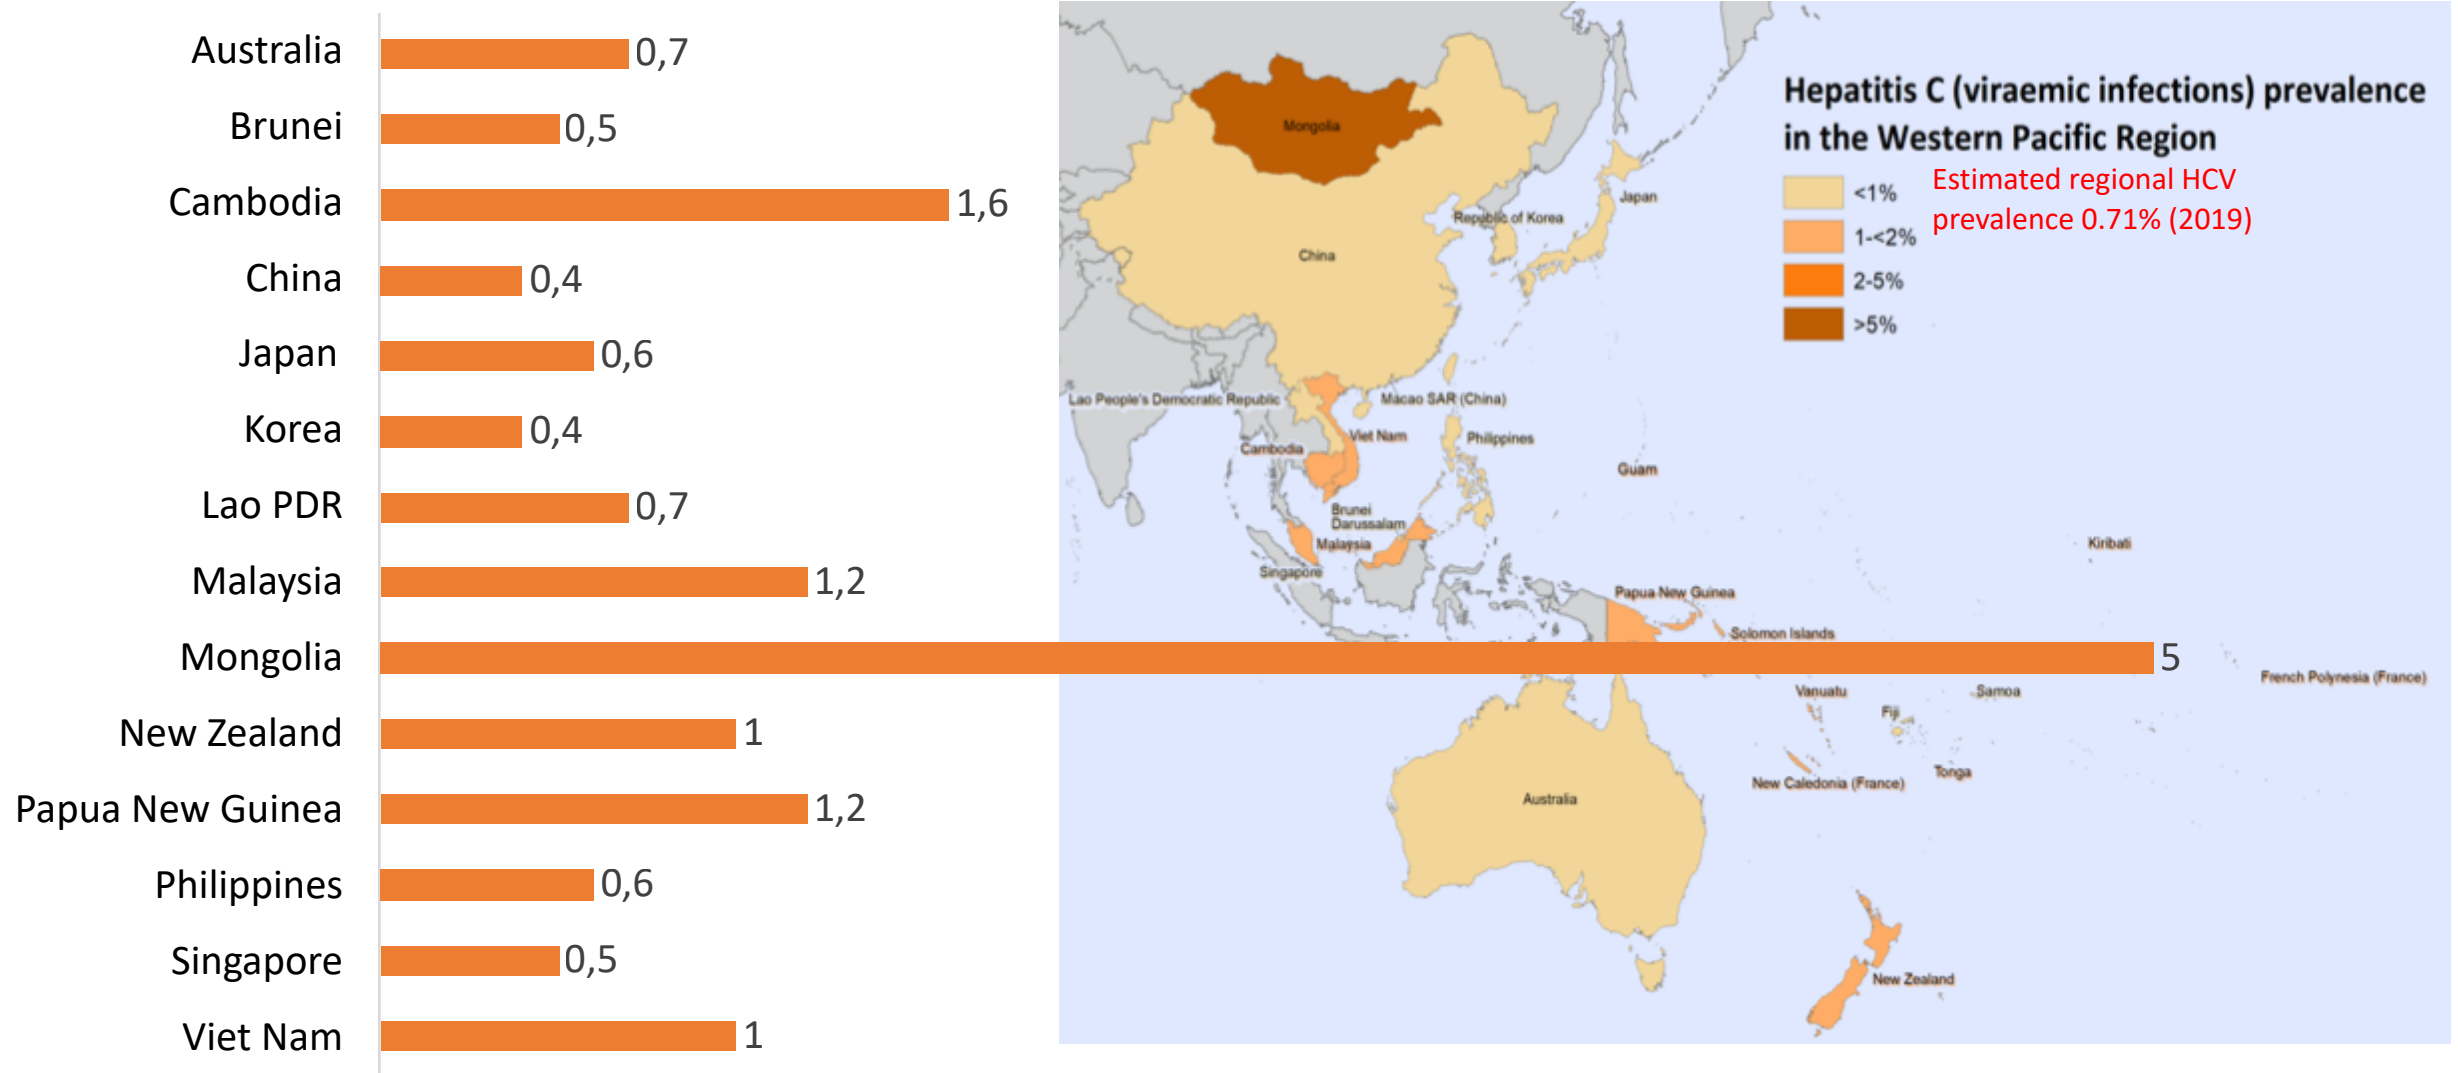 Australia 0,7
Brunei 0,5
Cambodia 1,6
China 0,4
Japan 0,6
Korea 0,4
Lao PDR 0,7
Malaysia 1,2
Mongolia 5
New Zealand 1
Papua New Guinea 1,2
Philippines 0,6
Singapore 0,5
Viet Nam 1
Hepatitis C (viraemic infections) prevalence
in the Western Pacific Region
<1%
1-<2%
2-5%
>5%
Estimated regional HCV
prevalence 0.71% (2019)
Mongolia
Japan
Republic of Korea
China
Lao People's Democratic Republic
Macao SAR (China)
Viet Nam
Philippines
Cambodia
Guam
Brunei
Darussalam
Malaysia
Singapore
Kiribati
Papua New Guinea
Solomon Islands
French Polynesia (France)
Vanuatu
Samoa
Fiji
Tonga
New Caledonia (France)
Australia
New Zealand